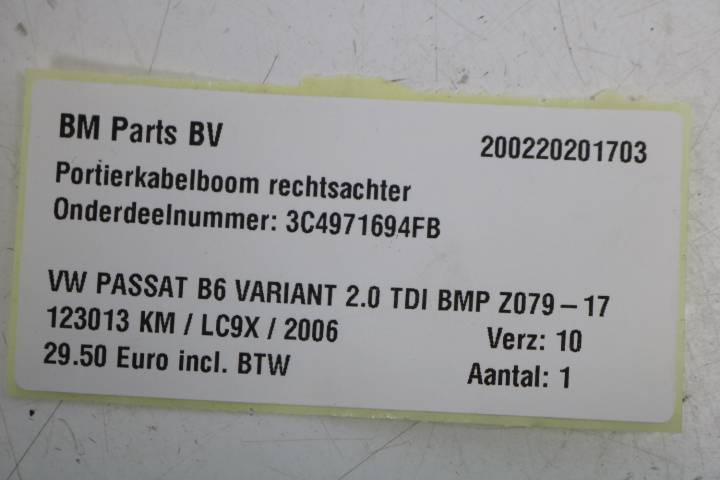 BM Parts BV 200220201703
Portierkabelboom rechtsachter
Onderdeelnummer: 3C4971694FB
VW PASSAT B6 VARIANT 2.0 TDI BMP Z079-17
123013 KM / LC9X / 2006 Verz: 10
29.50 Euro incl. BTW Aantal: 1